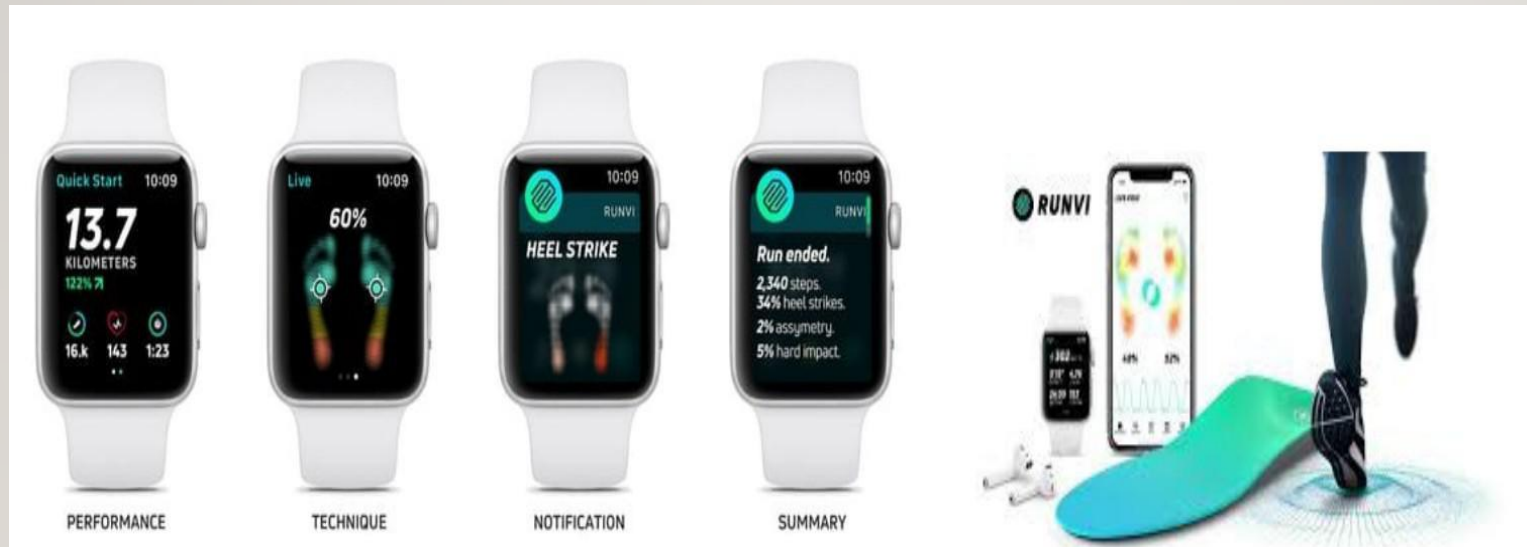 Quick Start 10:09
13.7
KILOMETERS
122%
16.k 143 1:23
PERFORMANCE
Live 10:09
60%
TECHNIQUE
10:09
RUNVI
HEEL STRIKE
NOTIFICATION
10:09
RUNVI
Run ended.
2,340 steps.
34% heel strikes.
2% assymetry.
5% hard impact.
SUMMARY
RUNVI
48% 52%